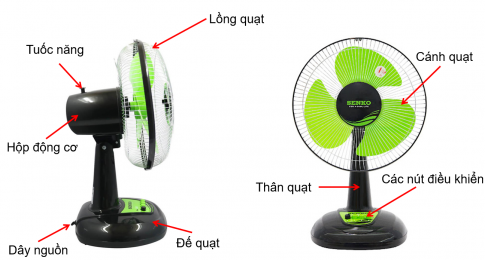 Lồng quạt
Tuốc năng
Hộp động cơ
Dây nguồn
Đế quạt
Cánh quạt
SENKO
Thân quạt
Các nút điều khiển